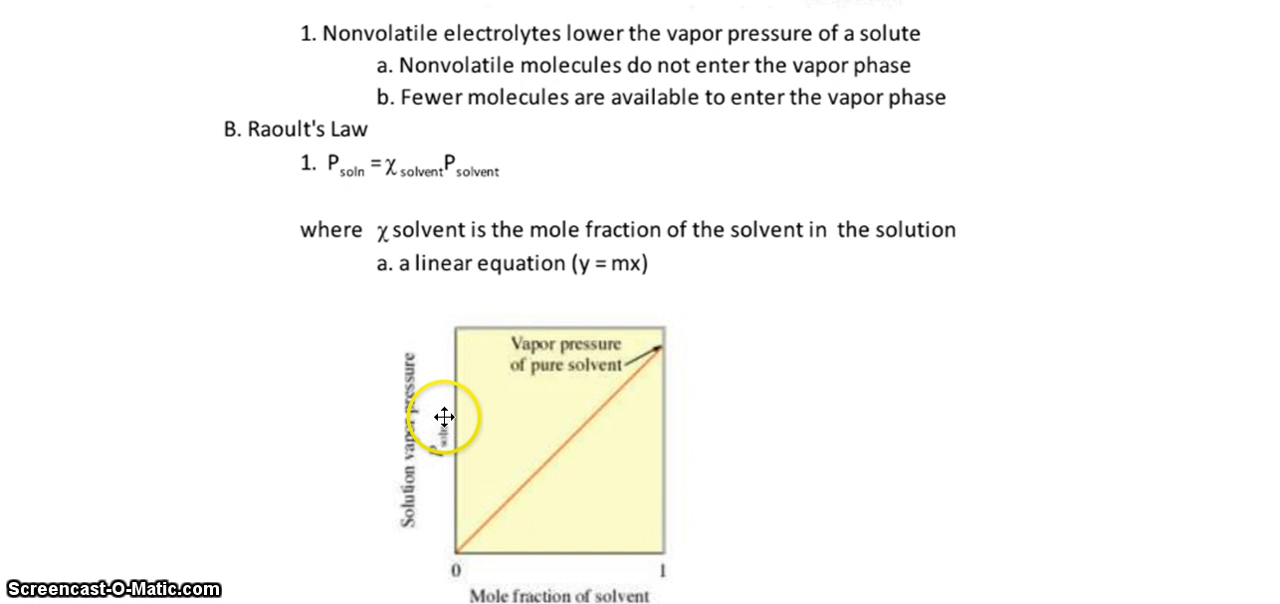 1. Nonvolatile electrolytes lower the vapor pressure of a solute
a. Nonvolatile molecules do not enter the vapor phase
b. Fewer molecules are available to enter the vapor phase
B. Raoult's Law
1. P soln = χ solvent P solvent
where χ solvent is the mole fraction of the solvent in the solution
a. a linear equation (y = mx)
Vapor pressure
of pure solvent
Solution vapor pressure
0
1
Mole fraction of solvent
Screencast-O-Matic.com